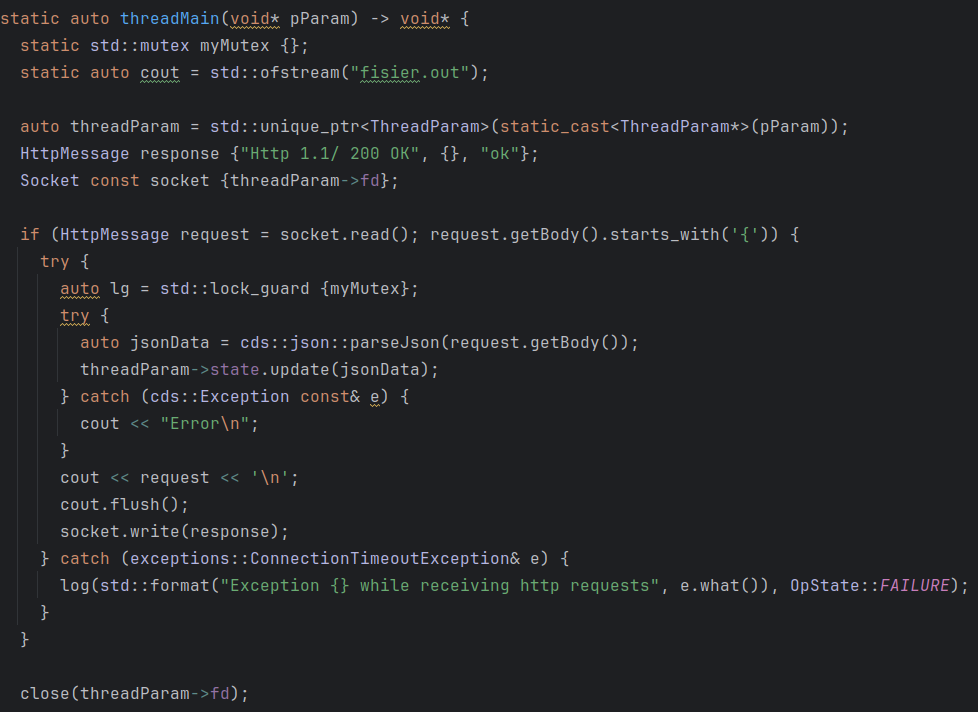 static auto threadMain(void* pParam) -> void* {
  static std::mutex myMutex {};
  static auto cout = std::ofstream("fisier.out");

  auto threadParam = std::unique_ptr<ThreadParam>(static_cast<ThreadParam*>(pParam));
  HttpMessage response {"Http 1.1/ 200 OK", {}, "ok"};
  Socket const socket {threadParam->fd};

  if (HttpMessage request = socket.read(); request.getBody().starts_with('{')) {
    try {
      auto lg = std::lock_guard {myMutex};
      try {
        auto jsonData = cds::json::parseJson(request.getBody());
        threadParam->state.update(jsonData);
      } catch (cds::Exception const& e) {
        cout << "Error\n";
      }
      cout << request << '\n';
      cout.flush();
      socket.write(response);
    } catch (exceptions::ConnectionTimeoutException& e) {
      log(std::format("Exception {} while receiving http requests", e.what()), OpState::FAILURE);
    }
  }

  close(threadParam->fd);